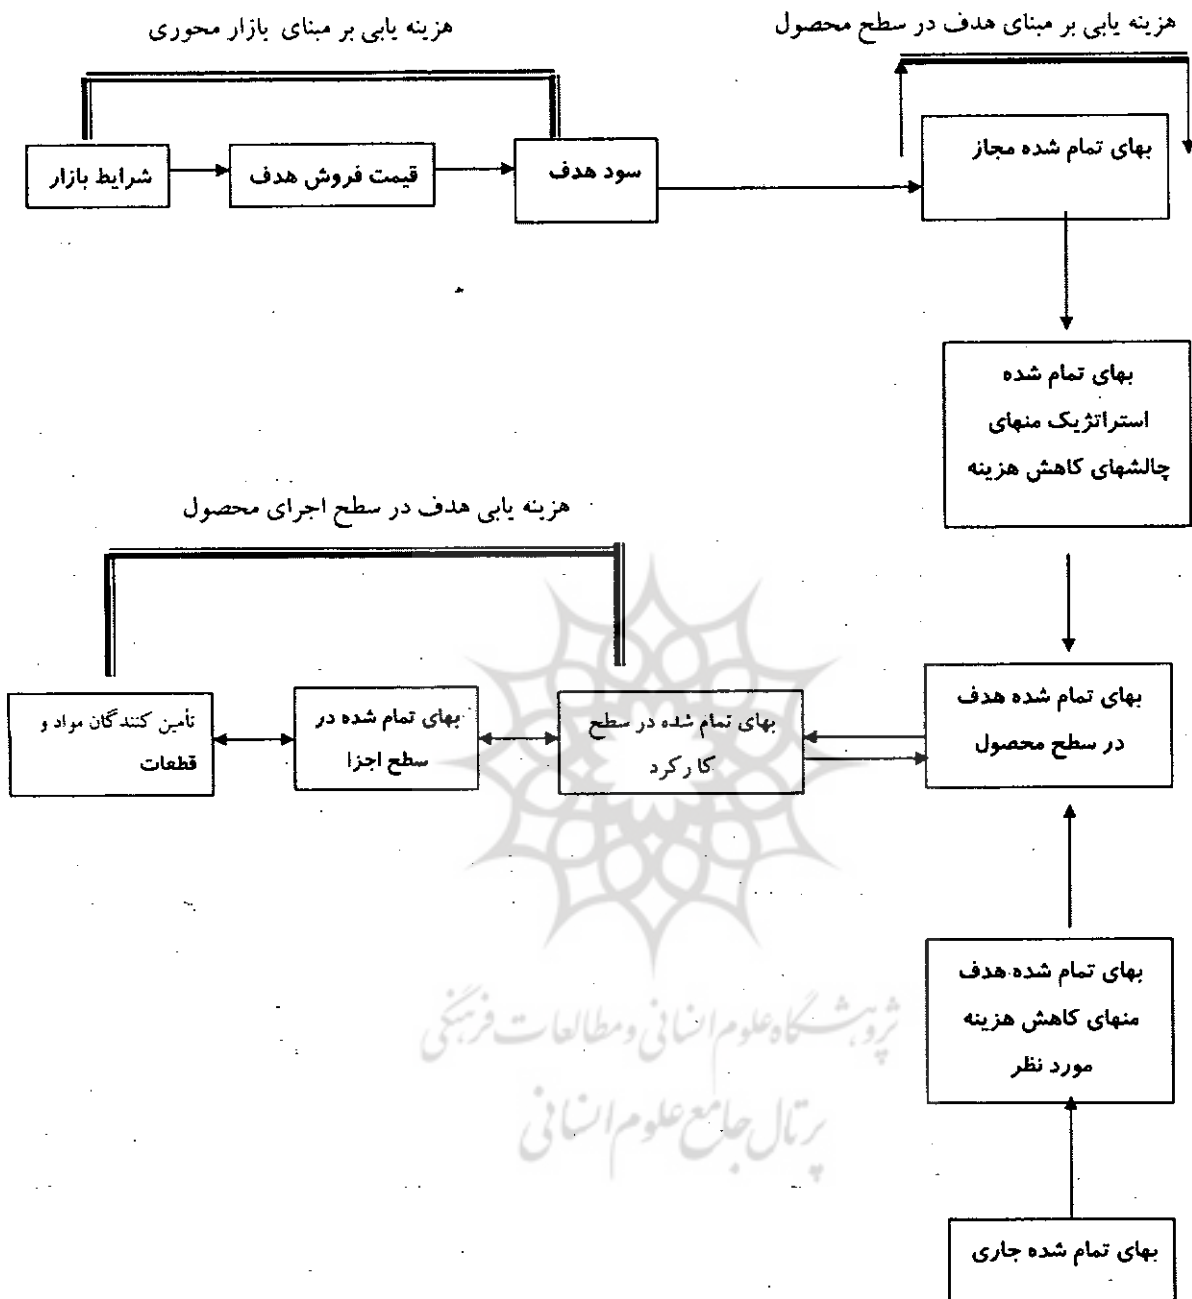 هزینه یابی بر مبنای هدف در سطح محصول
هزینه یابی بر مبنای بازار محوری
بهای تمام شده مجاز
سود هدف
قیمت فروش هدف
شرایط بازار
بهای تمام شده
استراتژیک منهای
چالشهای کاهش هزینه
هزینه یابی هدف در سطح اجرای محصول
بهای تمام شده هدف
در سطح محصول
بهای تمام شده در سطح
کارکرد
بهای تمام شده در
سطح اجزا
تأمین کنندگان مواد و
قطعات
بهای تمام شده هدف
منهای کاهش هزینه
مورد نظر
پژوهشگاه علوم انسانی و مطالعات فرهنگی
پرتال جامع علوم انسانی
بهای تمام شده جاری